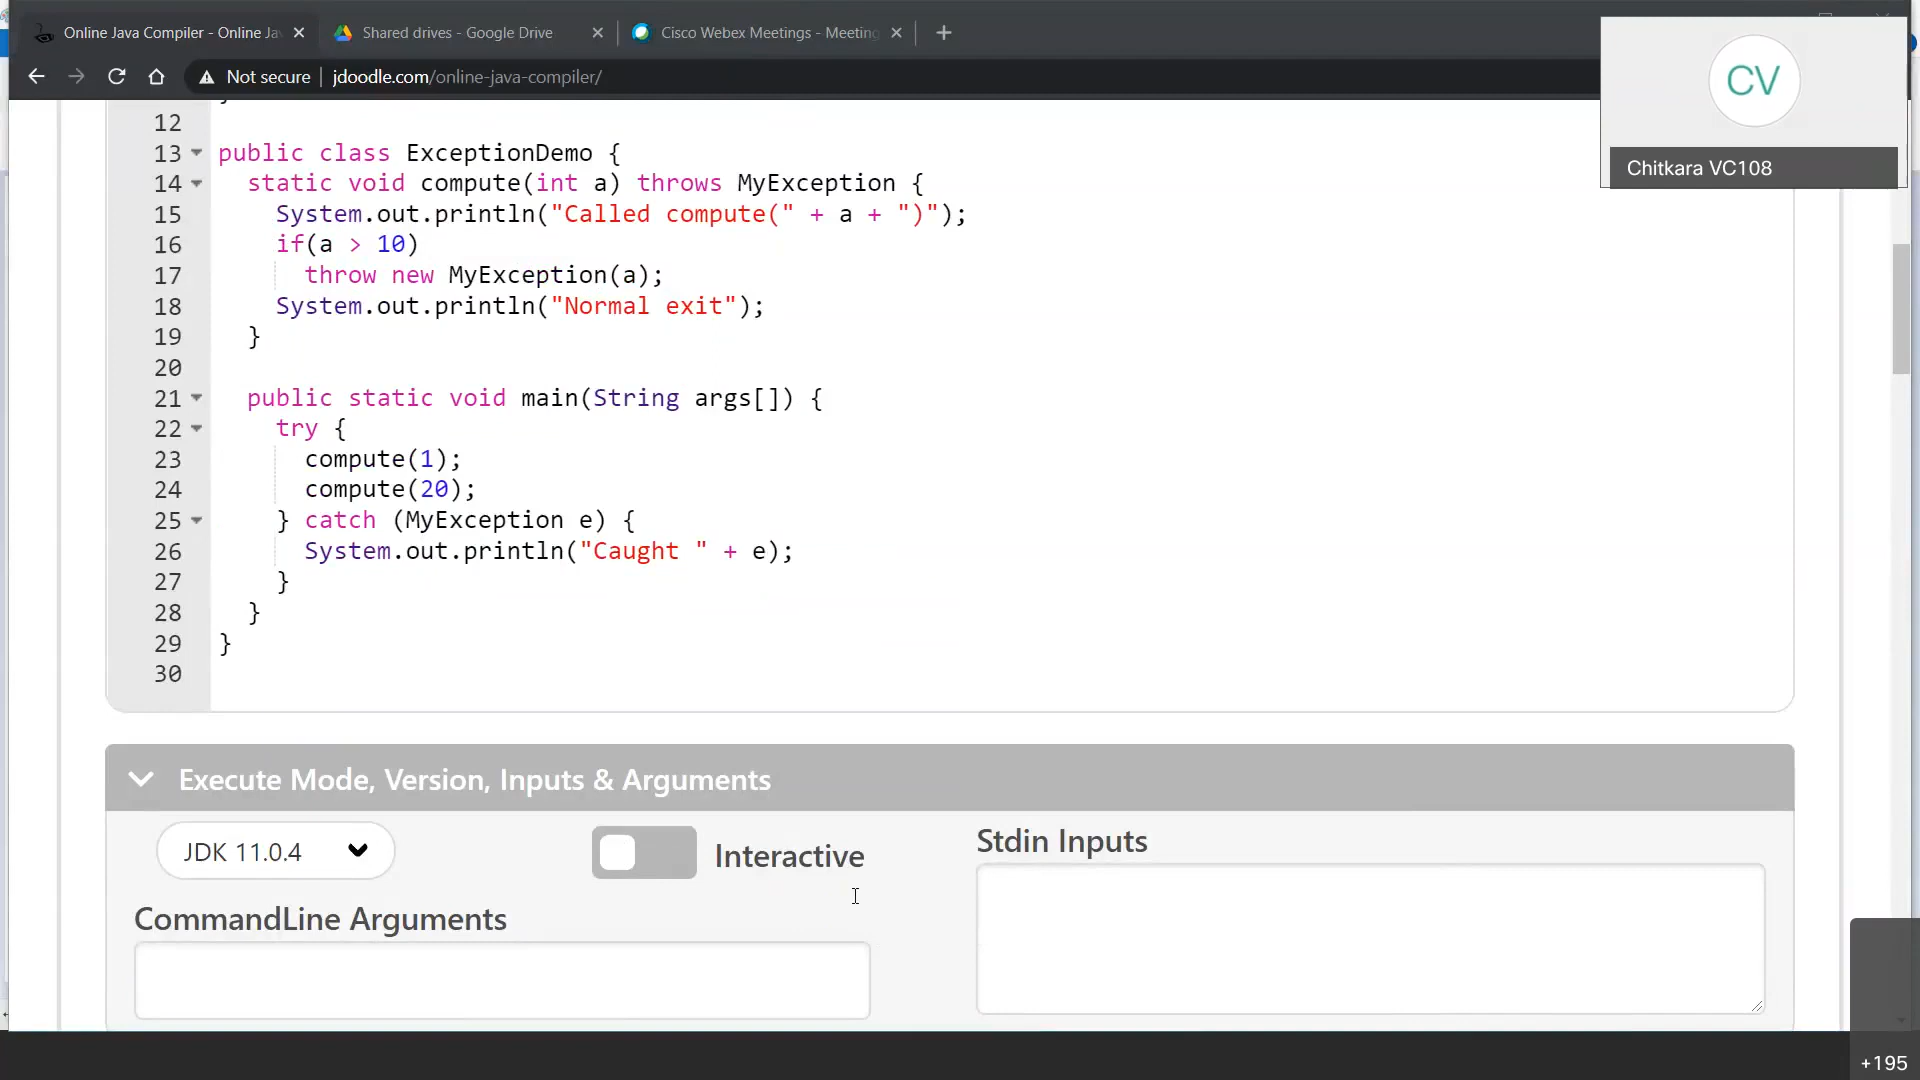 Online Java Compiler - Online Ja
Shared drives - Google Drive
Cisco Webex Meetings - Meeting
Not secure | jdoodle.com/online-java-compiler/
CV
Chitkara VC108
12
13 public class ExceptionDemo {
14 static void compute(int a) throws MyException {
15 System.out.println("Called compute(" + a + ")");
16 if(a > 10)
17 throw new MyException(a);
18 System.out.println("Normal exit");
19 }
20
21 public static void main(String args[]) {
22 try {
23 compute(1);
24 compute(20);
25 } catch (MyException e) {
26 System.out.println("Caught " + e);
27 }
28 }
29 }
30
Execute Mode, Version, Inputs & Arguments
JDK 11.0.4
Interactive
Stdin Inputs
CommandLine Arguments
+195